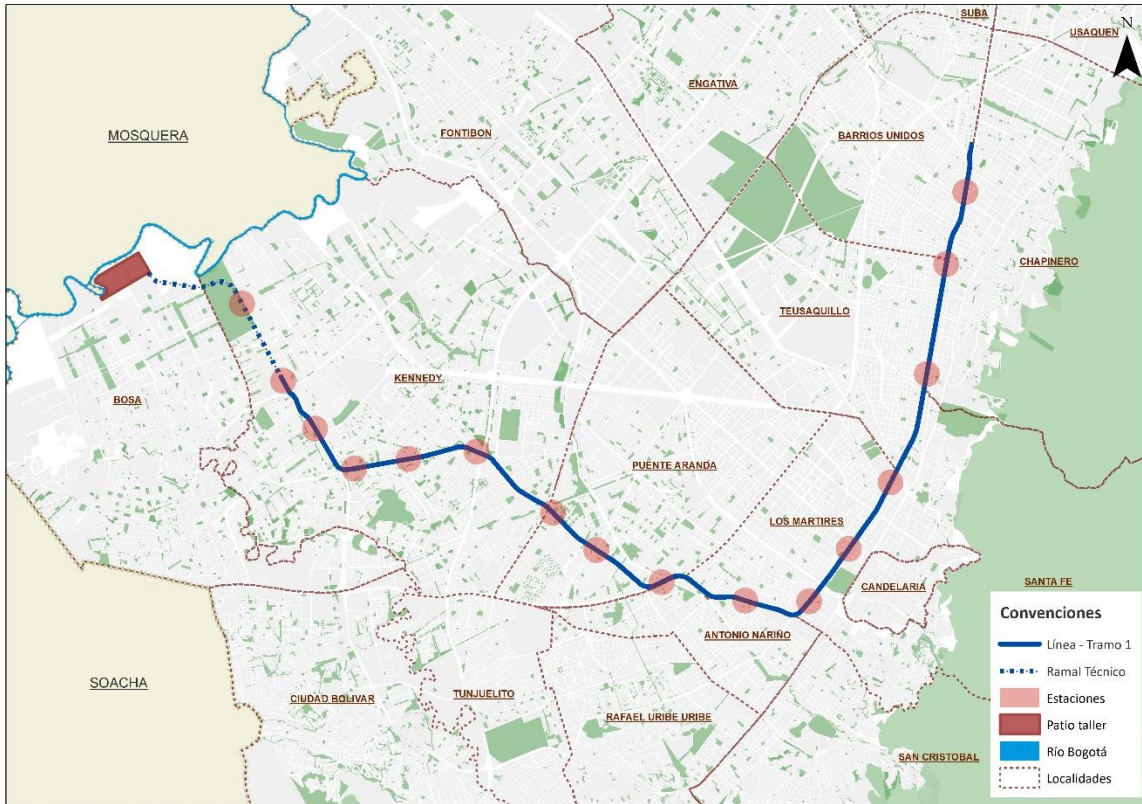 SUBA
N
USAQUEN
ENGATIVA
MOSQUERA
FONTIBON
BARRIOS UNIDOS
CHAPINERO
TEUSAQUILLO
KENNEDY
BOSA
PUENTE ARANDA
LOS MARTIRES
CANDELARIA
SANTA FE
ANTONIO NARIÑO
SOACHA
CIUDAD BOLIVAR
TUNJUELITO
RAFAEL URIBE URIBE
SAN CRISTOBAL
Convenciones
Línea - Tramo 1
Ramal Técnico
Estaciones
Patio taller
Río Bogotá
Localidades